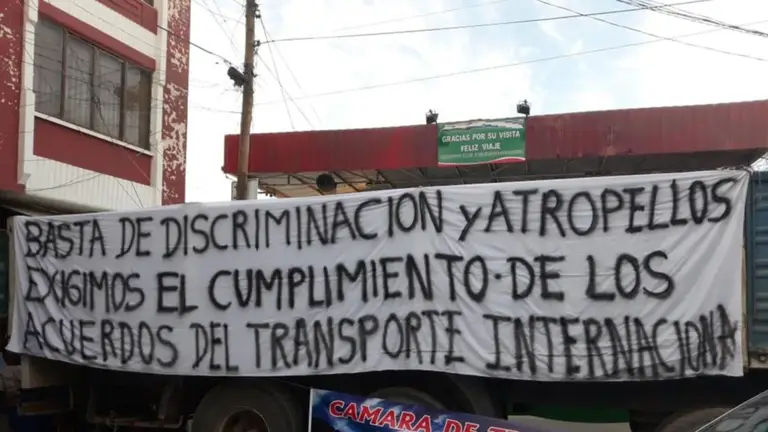 GRACIAS POR SU VISITA
FELIZ VIAJE
BASTA DE DISCRIMINACION y ATROPELLOS
EXIGIMOS EL CUMPLIMIENTO DE LOS
ACUERDOS DEL TRANSPORTE INTERNACIONA
CAMARA DE